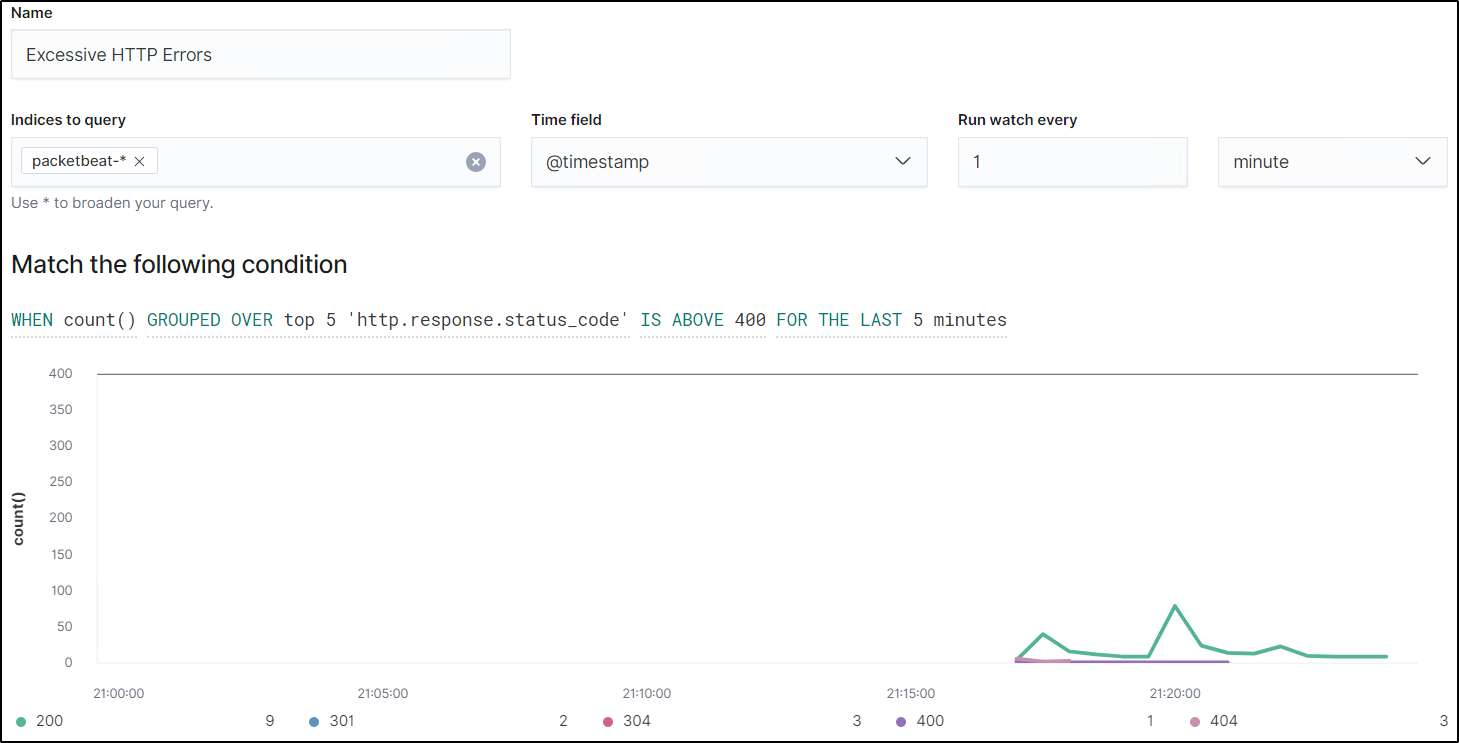 Name
Excessive HTTP Errors
Indices to query
Time field
Run watch every
packetbeat-*
@timestamp
1
minute
Use * to broaden your query.
Match the following condition
WHEN count() GROUPED OVER top 5 'http.response.status_code' IS ABOVE 400 FOR THE LAST 5 minutes
400
350
300
250
200
150
100
50
0
count()
21:00:00 21:05:00 21:10:00 21:15:00 21:20:00
200 9 301 2 304 3 400 1 404 3